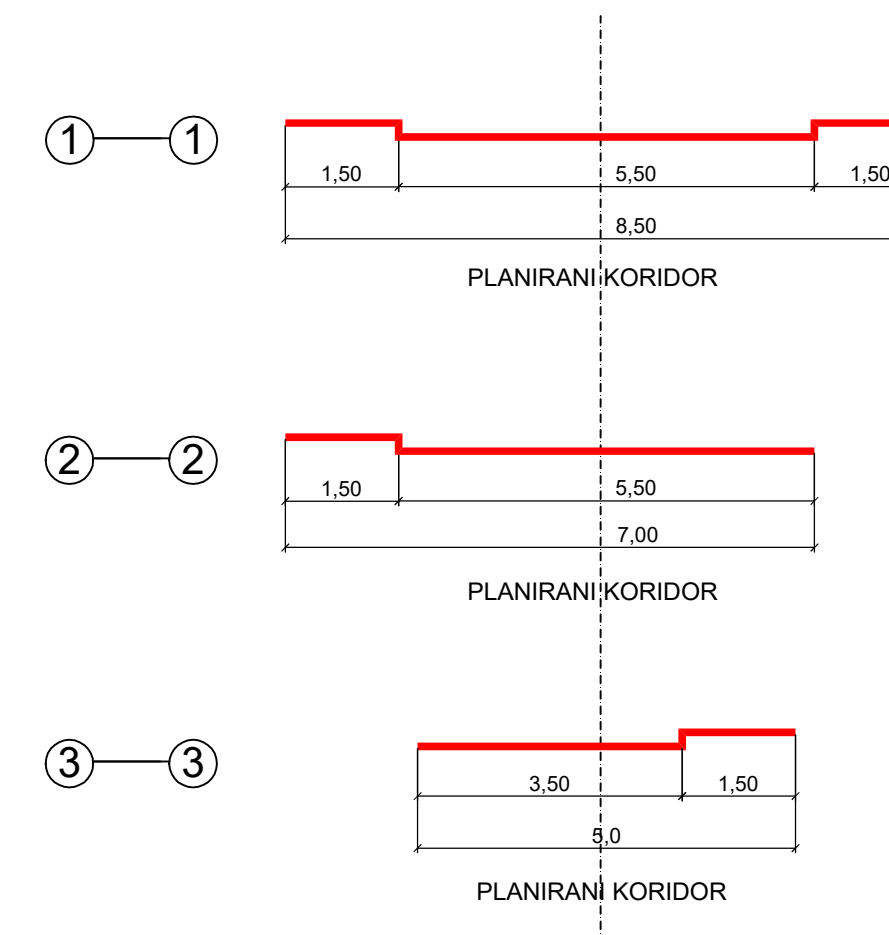 1 1
1,50 5,50 1,50
8,50
PLANIRANI KORIDOR
2 2
1,50 5,50
7,00
PLANIRANI KORIDOR
3 3
3,50 1,50
5,0
PLANIRANI KORIDOR